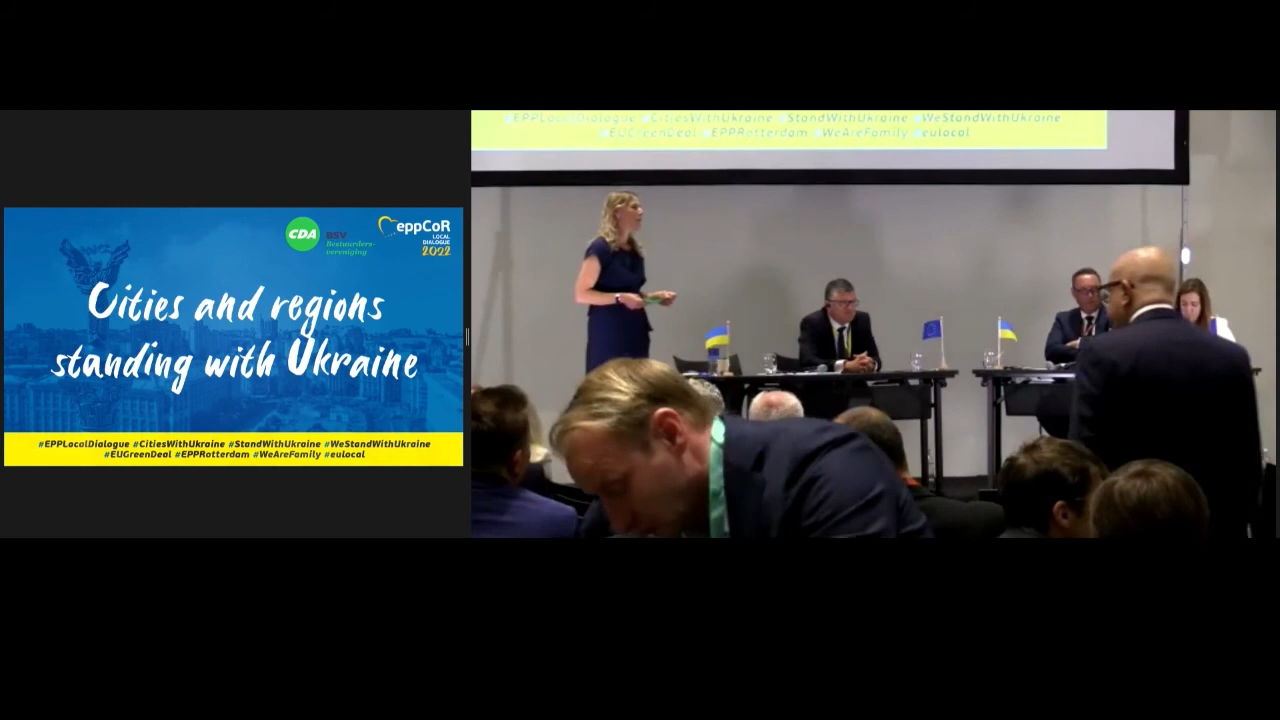 CDA
BSV
Bestuurders-
vereniging
eppCoR
LOCAL
DIALOGUE
2022
Cities and regions
standing with Ukraine
#EPPLocalDialogue #CitiesWithUkraine #StandWithUkraine #WeStandWithUkraine
#EUGreenDeal #EPPRotterdam #WeAreFamily #eulocal
#EPPLocalDialogue #CitiesWithUkraine #StandWithUkraine #WeStandWithUkraine
#EUGreenDeal #EPPRotterdam #WeAreFamily #eulocal